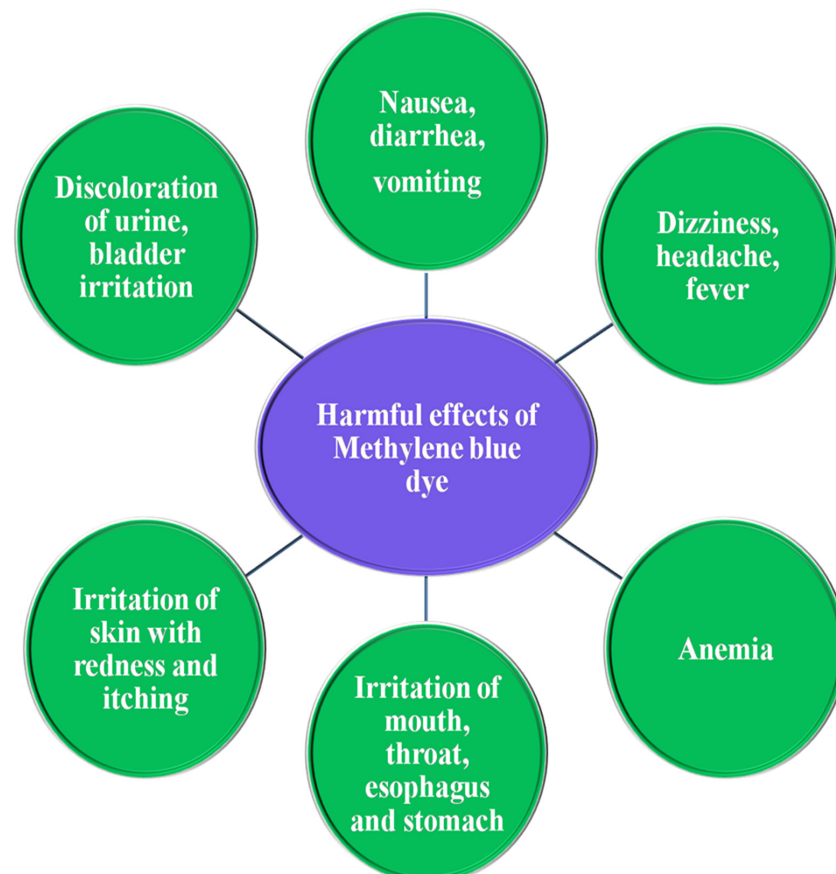 Nausea,
diarrhea,
vomiting
Discoloration
of urine,
bladder
irritation
Dizziness,
headache,
fever
Harmful effects of
Methylene blue
dye
Irritation of
skin with
redness and
itching
Irritation of
mouth,
throat,
esophagus
and stomach
Anemia